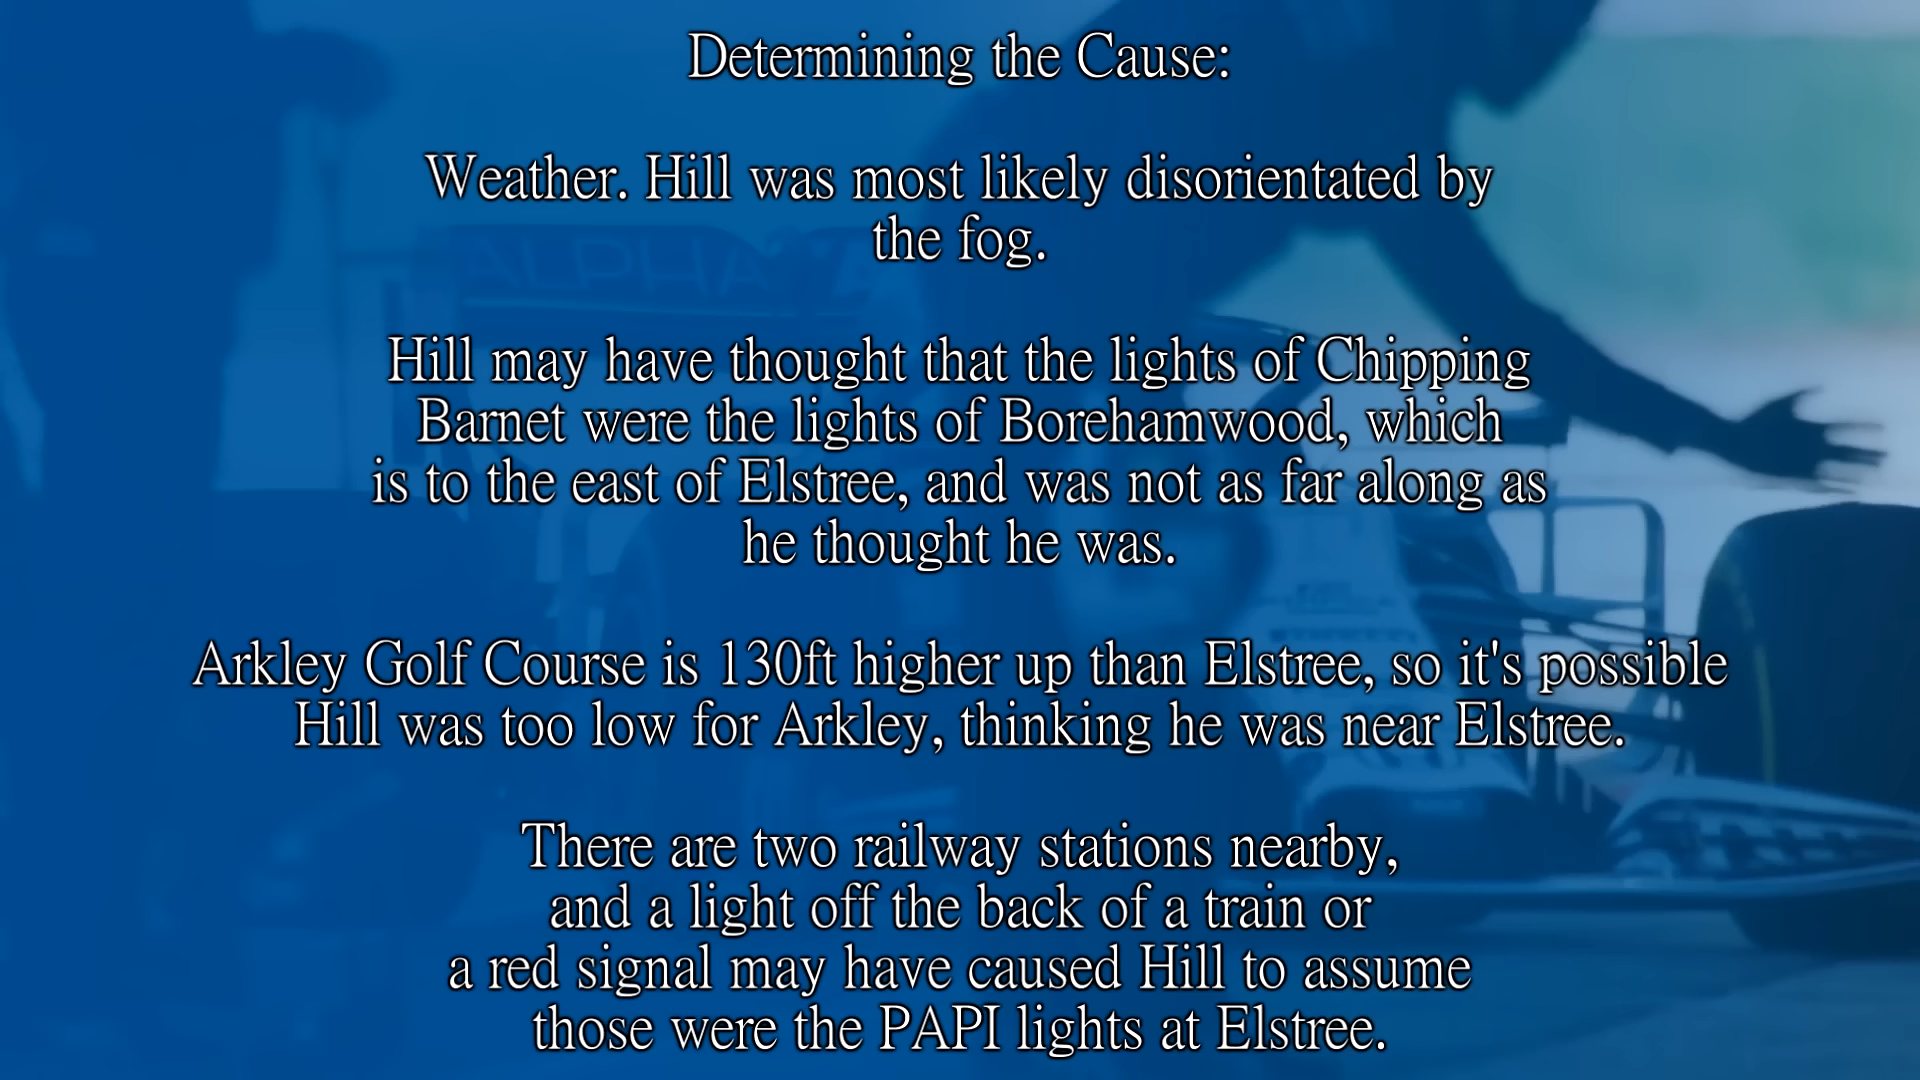 Determining the Cause:
Weather. Hill was most likely disorientated by
the fog.
Hill may have thought that the lights of Chipping
Barnet were the lights of Borehamwood, which
is to the east of Elstree, and was not as far along as
he thought he was.
Arkley Golf Course is 130ft higher up than Elstree, so it's possible
Hill was too low for Arkley, thinking he was near Elstree.
There are two railway stations nearby,
and a light off the back of a train or
a red signal may have caused Hill to assume
those were the PAPI lights at Elstree.
ALPHA